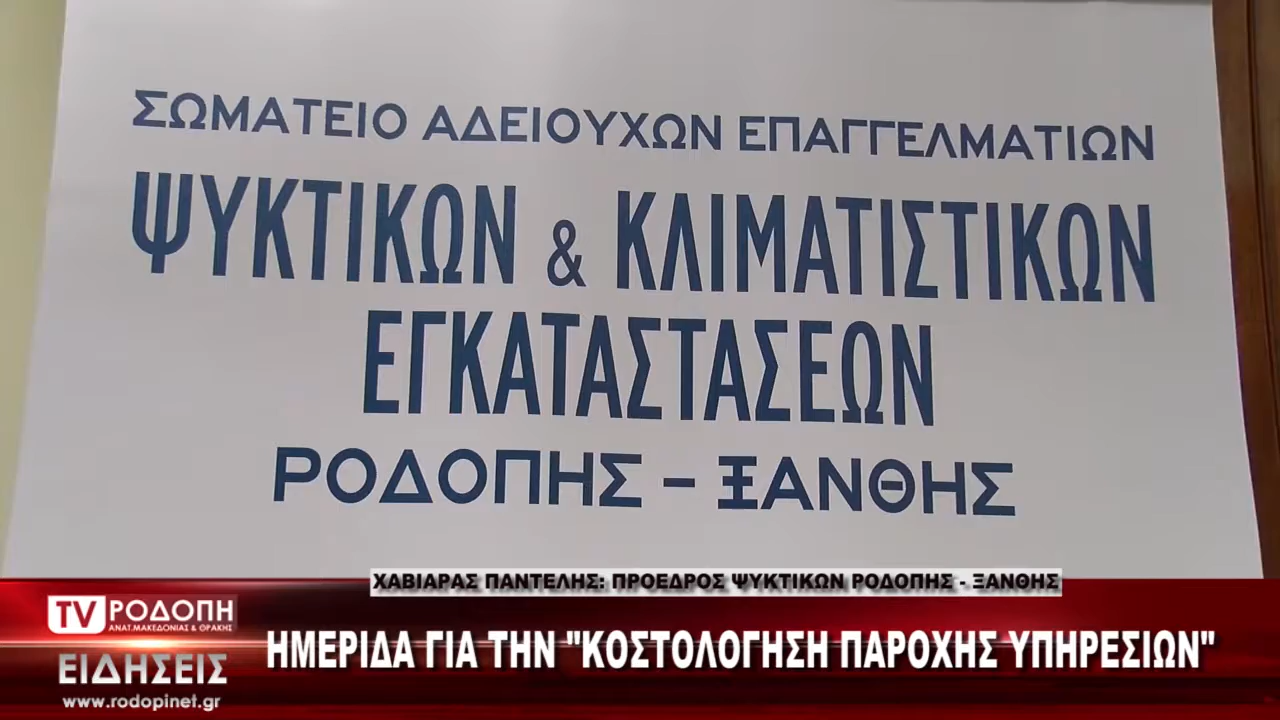 ΣΩΜΑΤΕΙΟ ΑΔΕΙΟΥΧΩΝ ΕΠΑΓΓΕΛΜΑΤΙΩΝ
ΨΥΚΤΙΚΩΝ & ΚΛΙΜΑΤΙΣΤΙΚΩΝ
ΕΓΚΑΤΑΣΤΑΣΕΩΝ
ΡΟΔΟΠΗΣ – ΞΑΝΘΗΣ
ΧΑΒΙΑΡΑΣ ΠΑΝΤΕΛΗΣ: ΠΡΟΕΔΡΟΣ ΨΥΚΤΙΚΩΝ ΡΟΔΟΠΗΣ - ΞΑΝΘΗΣ
TV ΡΟΔΟΠΗ
ΑΝΑΤ.ΜΑΚΕΔΟΝΙΑΣ & ΘΡΑΚΗΣ
ΗΜΕΡΙΔΑ ΓΙΑ ΤΗΝ "ΚΟΣΤΟΛΟΓΗΣΗ ΠΑΡΟΧΗΣ ΥΠΗΡΕΣΙΩΝ"
ΕΙΔΗΣΕΙΣ
www.rodopinet.gr